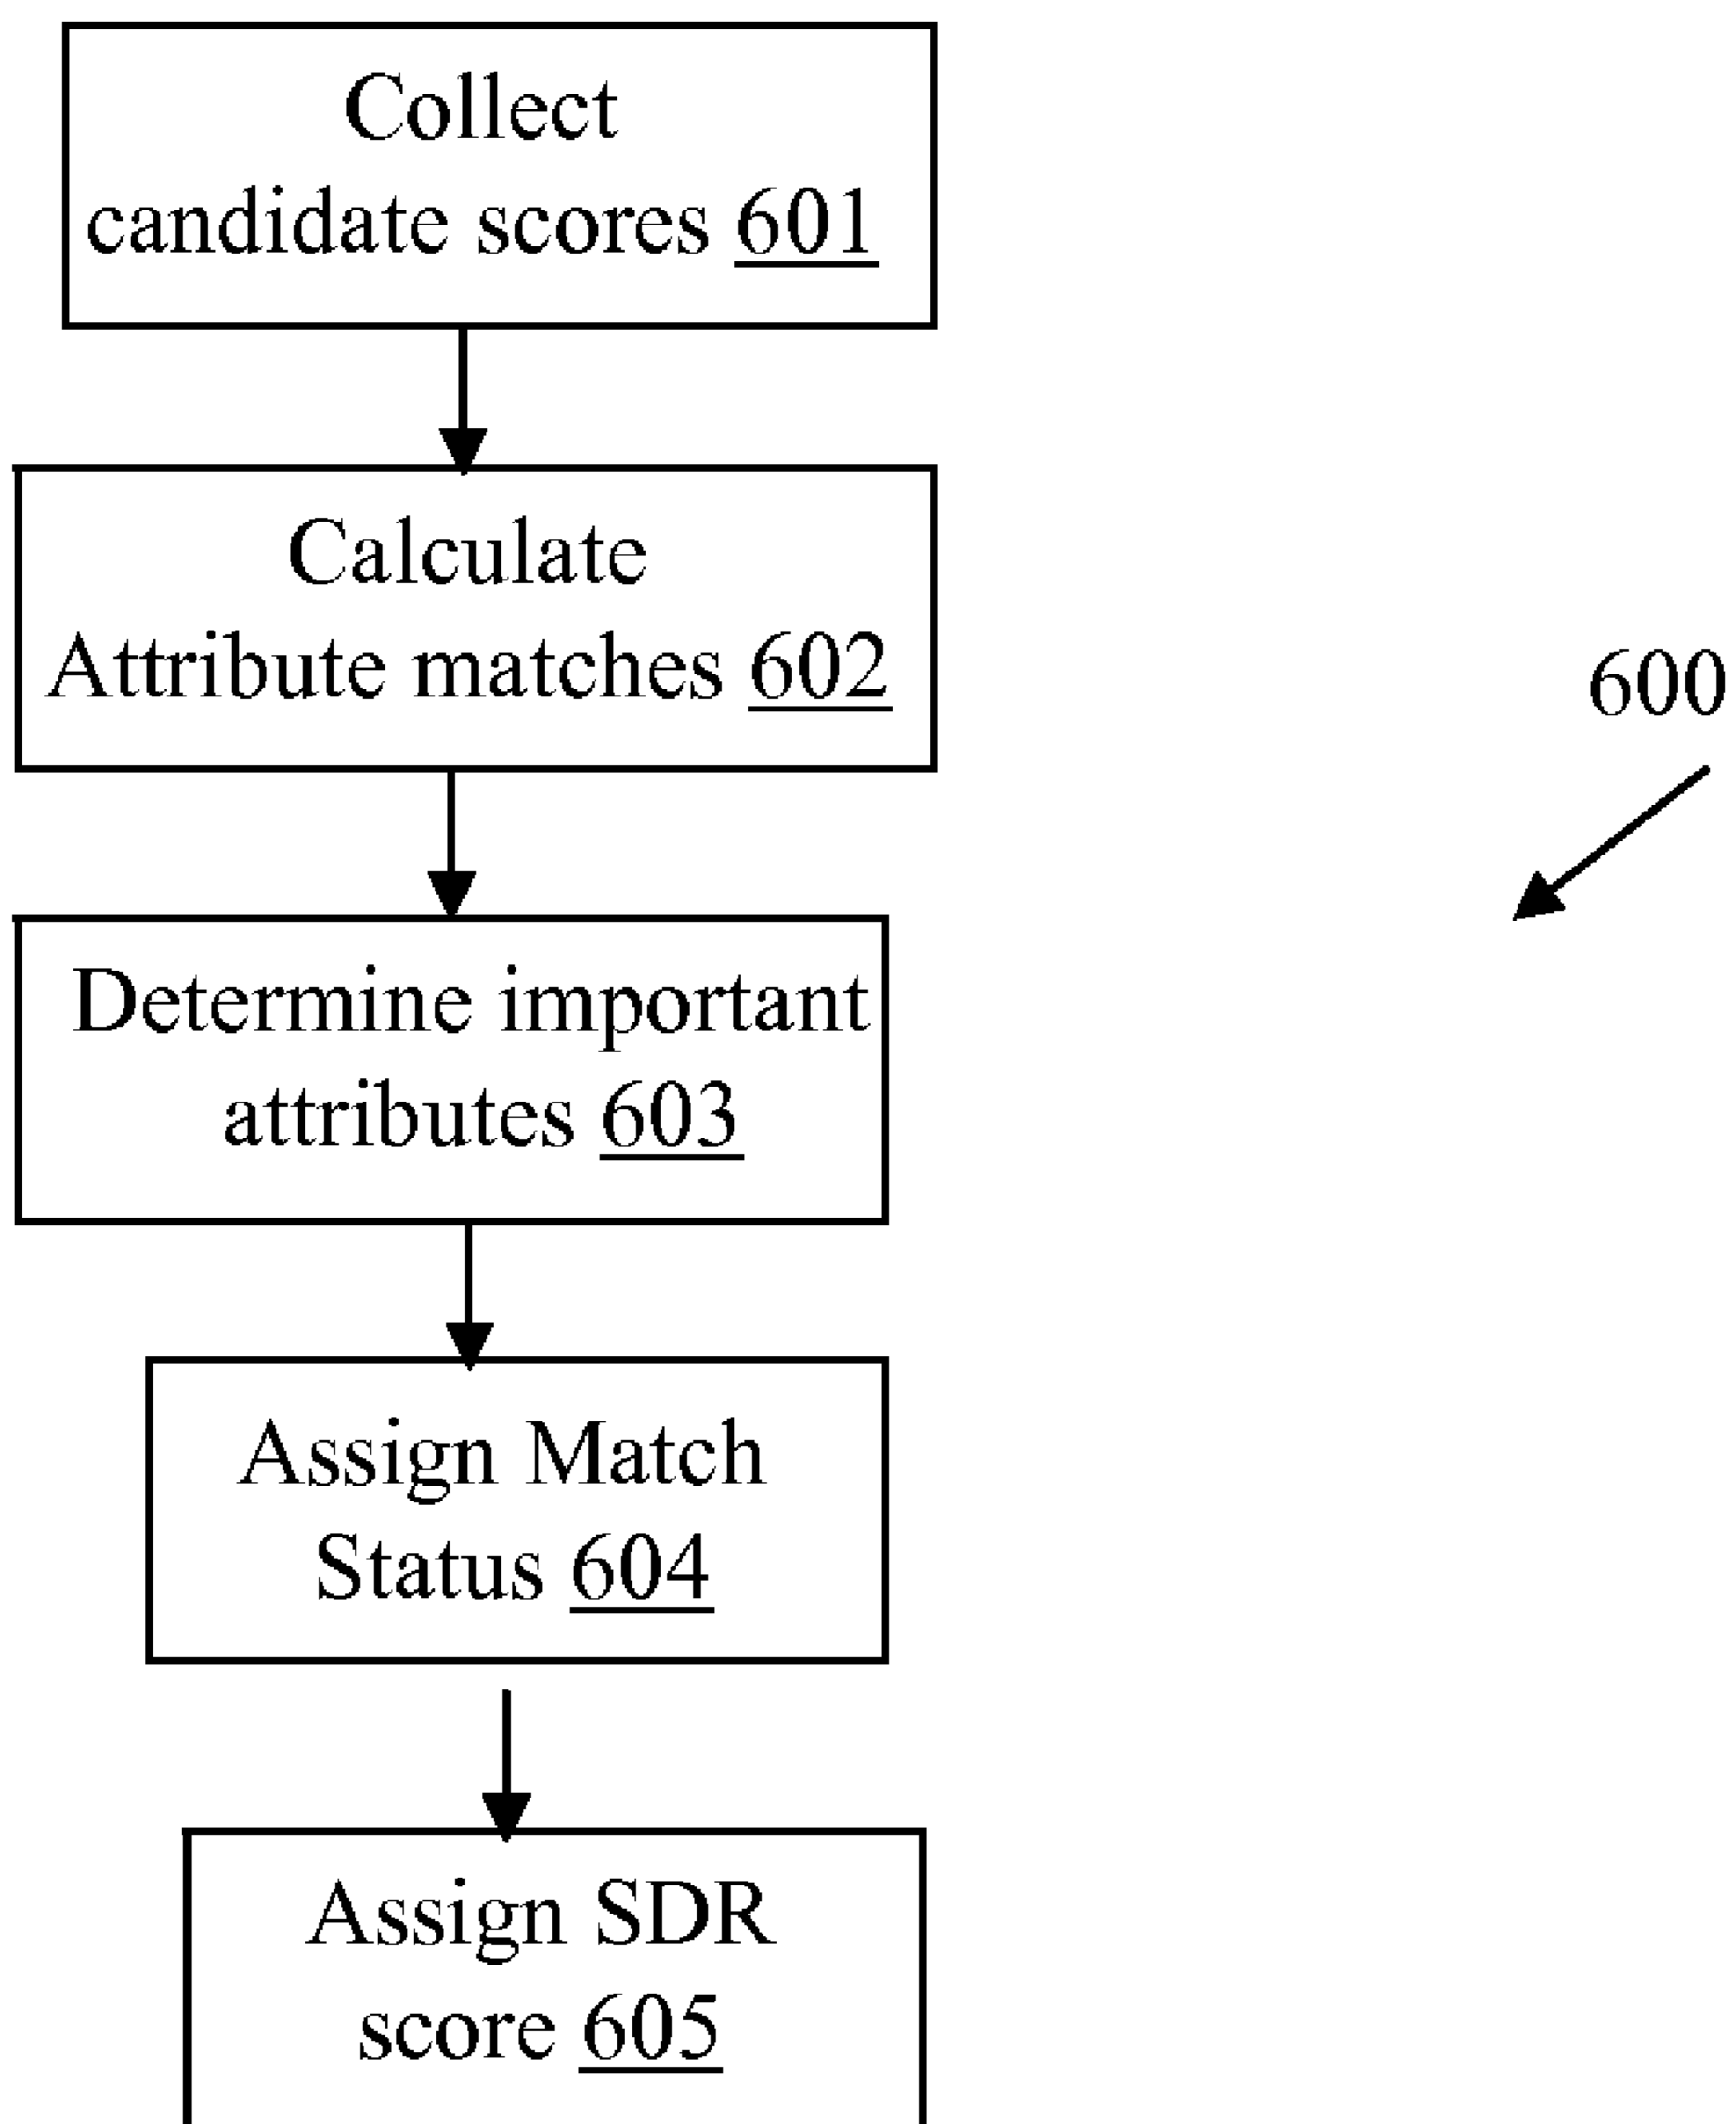 Collect
candidate scores 601
Calculate
Attribute matches 602
600
Determine important
attributes 603
Assign Match
Status 604
Assign SDR
score 605